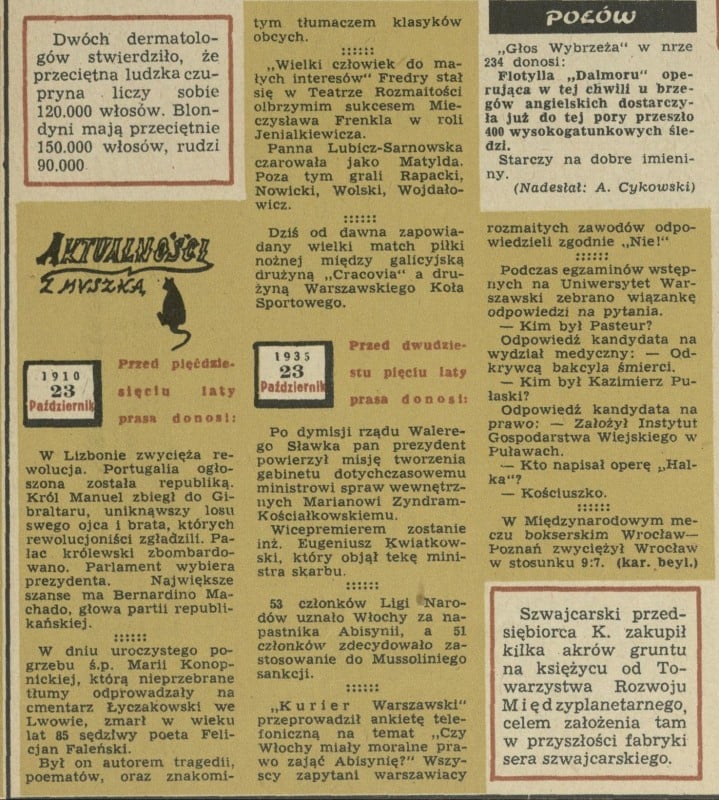 Dwóch dermatolo-
gów stwierdziło, że
przeciętna ludzka czu-
pryna liczy sobie
120.000 włosów. Blon-
dyni mają przeciętnie
150.000 włosów, rudzi
90.000.
AKTUALNOŚCI
Z MYSZKĄ
1910
23
Październik
Przed pięćdzie-
sięciu laty
prasa donosi:
W Lizbonie zwycięża re-
wolucja. Portugalia ogło-
szona została republiką.
Król Manuel zbiegł do Gi-
braltaru, uniknąwszy losu
swego ojca i brata, których
rewolucjoniści zgładzili. Pa-
łac królewski zbombardo-
wano. Parlament wybiera
prezydenta. Największe
szanse ma Bernardino Ma-
chado, głowa partii republi-
kańskiej.
::::::
W dniu uroczystego po-
grzebu ś.p. Marii Konop-
nickiej, którą nieprzebrane
tłumy odprowadzały na
cmentarz Łyczakowski we
Lwowie, zmarł w wieku
lat 85 sędziwy poeta Feli-
cjan Faleński.
Był on autorem tragedii,
poematów, oraz znakomi-
tym tłumaczem klasyków
obcych.
::::::
„Wielki człowiek do ma-
łych interesów" Fredry stał
się w Teatrze Rozmaitości
olbrzymim sukcesem Mie-
czysława Frenkla w roli
Jenialkiewicza.
Panna Lubicz-Sarnowska
czarowała jako Matylda.
Poza tym grali Rapacki,
Nowicki, Wolski, Wojdało-
wicz.
::::::
Dziś od dawna zapowia-
dany wielki match piłki
nożnej między galicyjską
drużyną „Cracovia" a dru-
żyną Warszawskiego Koła
Sportowego.
1935
23
Październik
Przed dwudzie-
stu pięciu laty
prasa donosi:
Po dymisji rządu Walere-
go Sławka pan prezydent
powierzył misję tworzenia
gabinetu dotychczasowemu
ministrowi spraw wewnętrz-
nych Marianowi Zyndram-
Kościałkowskiemu.
Wicepremierem zostanie
inż. Eugeniusz Kwiatkow-
ski, który objął tekę mini-
stra skarbu.
::::::
53 członków Ligi Naro-
dów uznało Włochy za na-
pastnika Abisynii, a 51
członków zdecydowało za-
stosowanie do Mussoliniego
sankcji.
::::::
„Kurier Warszawski"
przeprowadził ankietę tele-
foniczną na temat „Czy
Włochy miały moralne pra-
wo zająć Abisynię?" Wszy-
scy zapytani warszawiacy
POŁÓW
„Głos Wybrzeża" w nrze
234 donosi:
Flotylla „Dalmoru" ope-
rująca w tej chwili u brze-
gów angielskich dostarczy-
ła już do tej pory przeszło
400 wysokogatunkowych śle-
dzi.
Starczy na dobre imieni-
ny.
(Nadesłał: A. Cykowski)
rozmaitych zawodów odpo-
wiedzieli zgodnie „Nie!"
::::::
Podczas egzaminów wstęp-
nych na Uniwersytet War-
szawski zebrano wiązankę
odpowiedzi na pytania.
— Kim był Pasteur?
Odpowiedź kandydata na
wydział medyczny: — Od-
krywcą bakcyla śmierci.
— Kim był Kazimierz Pu-
łaski?
Odpowiedź kandydata na
prawo: — Założył Instytut
Gospodarstwa Wiejskiego w
Puławach.
— Kto napisał operę „Hal-
ka"?
— Kościuszko.
::::::
W Międzynarodowym me-
czu bokserskim Wrocław—
Poznań zwyciężył Wrocław
w stosunku 9:7. (kar. beyl.)
Szwajcarski przed-
siębiorca K. zakupił
kilka akrów gruntu
na księżycu od To-
warzystwa Rozwoju
Międzyplanetarnego,
celem założenia tam
w przyszłości fabryki
sera szwajcarskiego.